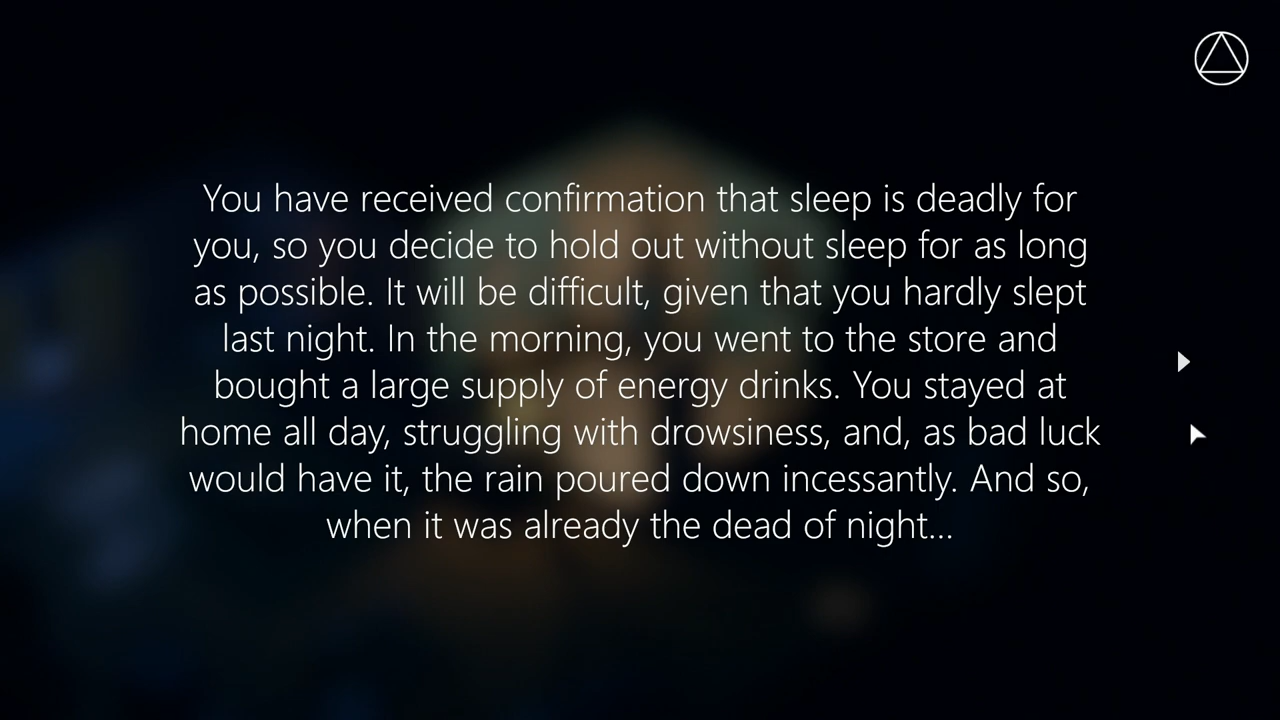 You have received confirmation that sleep is deadly for
you, so you decide to hold out without sleep for as long
as possible. It will be difficult, given that you hardly slept
last night. In the morning, you went to the store and
bought a large supply of energy drinks. You stayed at
home all day, struggling with drowsiness, and, as bad luck
would have it, the rain poured down incessantly. And so,
when it was already the dead of night...